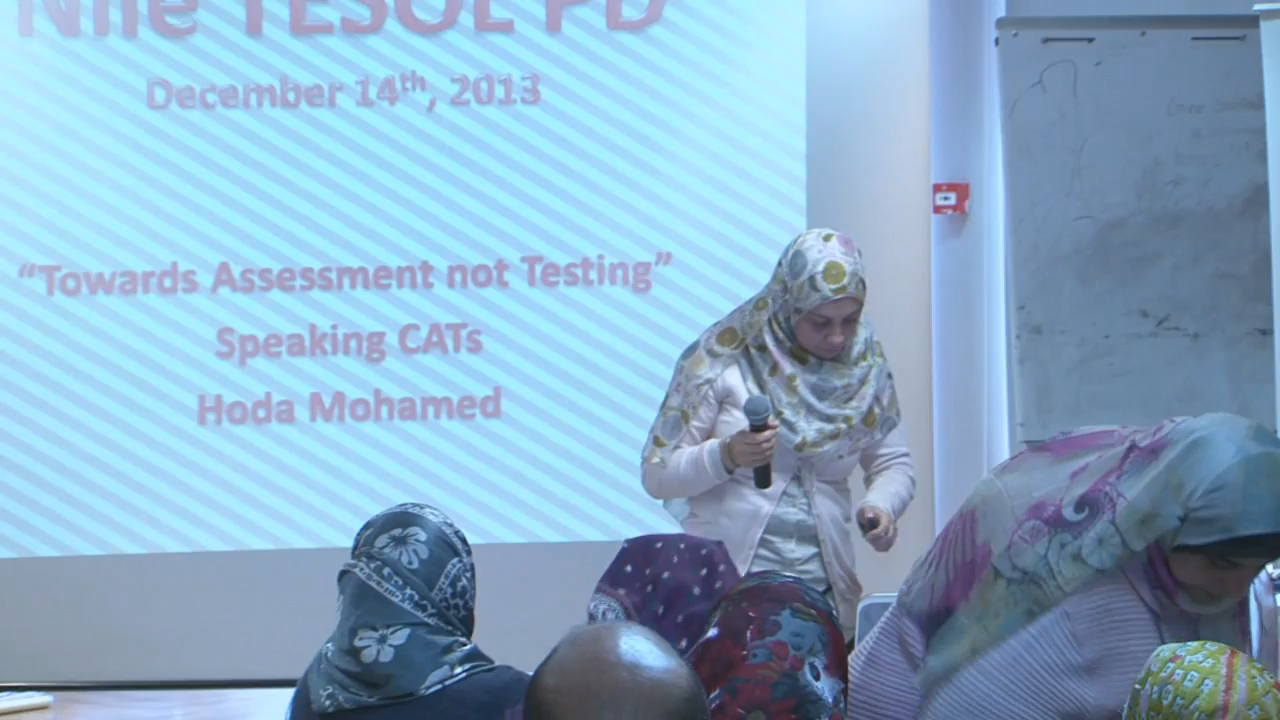 Nile TESOL PD
December 14th, 2013
“Towards Assessment not Testing”
Speaking CATs
Hoda Mohamed